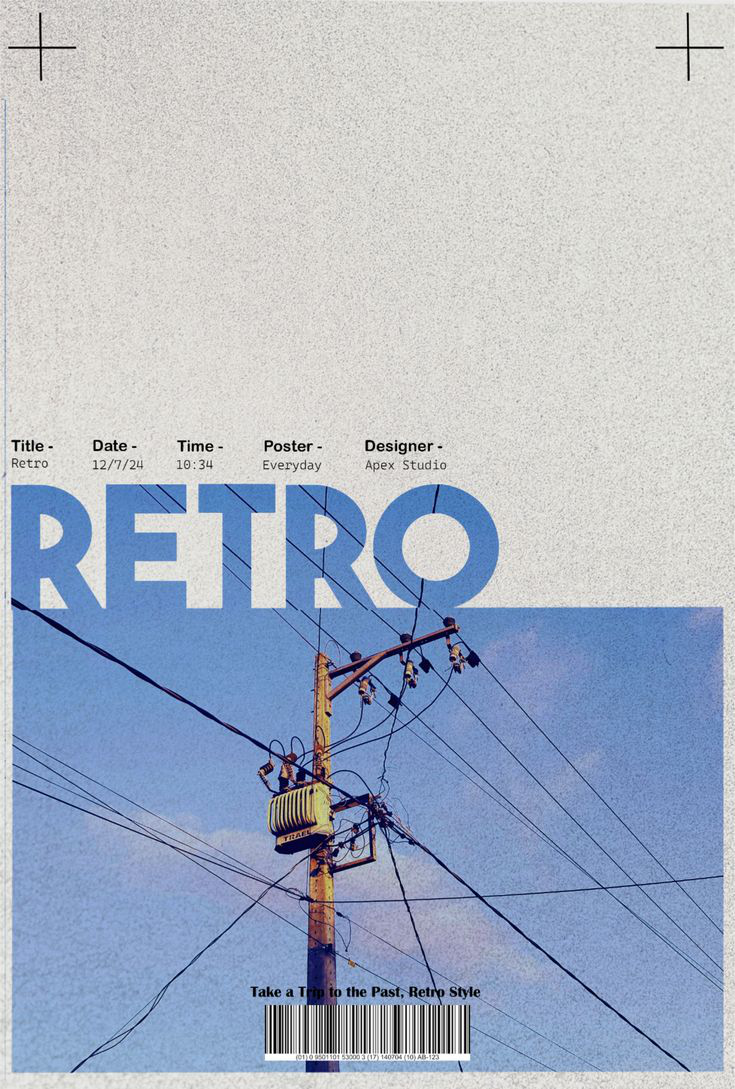 Title - Date - Time - Poster - Designer -
Retro 12/7/24 10:34 Everyday Apex Studio
RETRO
TRAEL
Take a Trip to the Past, Retro Style
(01) 0 9501101 53000 3 (17) 140704 (10) AB-123